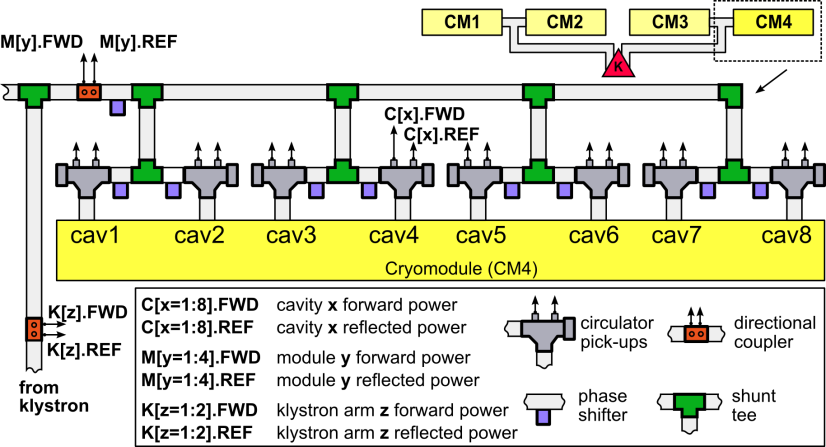 CM1 CM2 CM3 CM4
K
M[y].FWD M[y].REF
C[x].FWD
C[x].REF
cav1 cav2 cav3 cav4 cav5 cav6 cav7 cav8
Cryomodule (CM4)
K[z].FWD
K[z].REF
from
klystron
C[x=1:8].FWD cavity x forward power
C[x=1:8].REF cavity x reflected power
M[y=1:4].FWD module y forward power
M[y=1:4].REF module y reflected power
K[z=1:2].FWD klystron arm z forward power
K[z=1:2].REF klystron arm z reflected power
circulator
pick-ups
directional
coupler
phase
shifter
shunt
tee